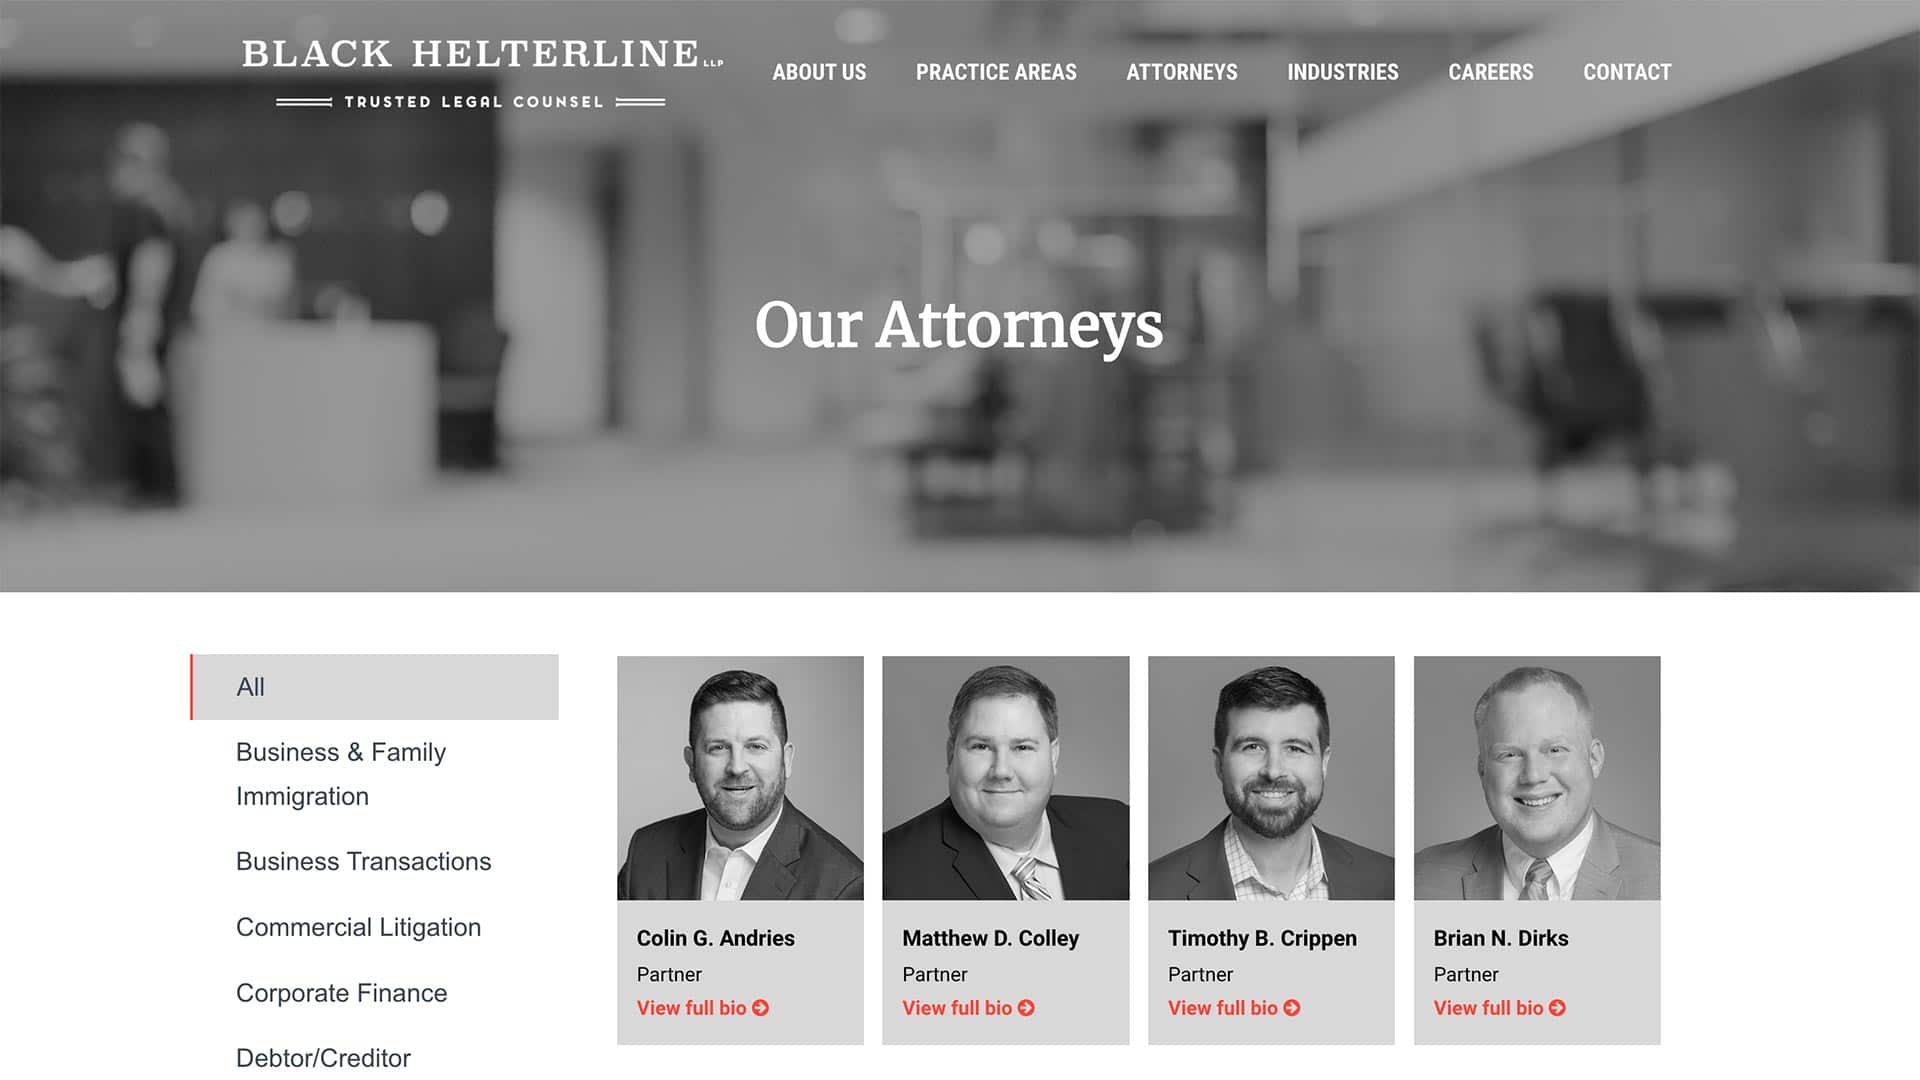 BLACK HELTERLINE LLP
TRUSTED LEGAL COUNSEL
ABOUT US
PRACTICE AREAS
ATTORNEYS
INDUSTRIES
CAREERS
CONTACT
Our Attorneys
All
Business & Family
Immigration
Business Transactions
Commercial Litigation
Corporate Finance
Debtor/Creditor
Colin G. Andries
Partner
View full bio
Matthew D. Colley
Partner
View full bio
Timothy B. Crippen
Partner
View full bio
Brian N. Dirks
Partner
View full bio